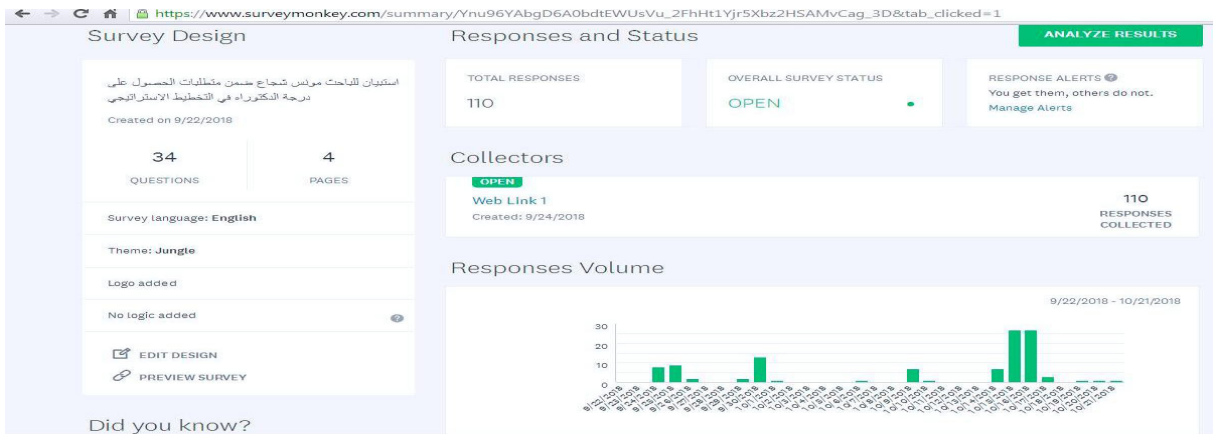 https://www.surveymonkey.com/summary/Ynu96YAbgD6A0bdtEWUsVu_2FhHt1Yjr5Xbz2HSAMvCag_3D&tab_clicked=1
Survey Design
استبيان للباحث مونس شجاع ضمن متطلبات الحصول على
درجة الدكتوراء في التخطيط الاستراتيجي
Created on 9/22/2018
34
QUESTIONS
4
PAGES
Survey language: English
Theme: Jungle
Logo added
No logic added
EDIT DESIGN
PREVIEW SURVEY
Did you know?
Responses and Status
ANALYZE RESULTS
TOTAL RESPONSES
110
OVERALL SURVEY STATUS
OPEN
RESPONSE ALERTS
You get them, others do not.
Manage Alerts
Collectors
OPEN
Web Link 1
Created: 9/24/2018
110
RESPONSES
COLLECTED
Responses Volume
9/22/2018 - 10/21/2018
30
20
10
0